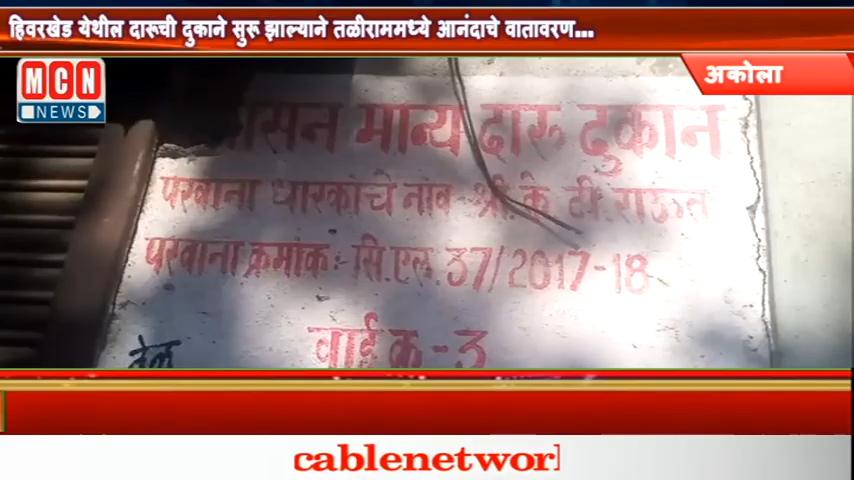 हिवरखेड येथील दारूची दुकाने सुरू झाल्याने तळीराममध्ये आनंदाचे वातावरण...
अकोला
MCN
NEWS
मान्य दारू दुकान
परवाना धारकांचे नांव - श्री. के. टी. राऊत
परवाना क्रमांक :- सि.एल. 37/2017-18
वार्ड क्र - 3
cablenetwor